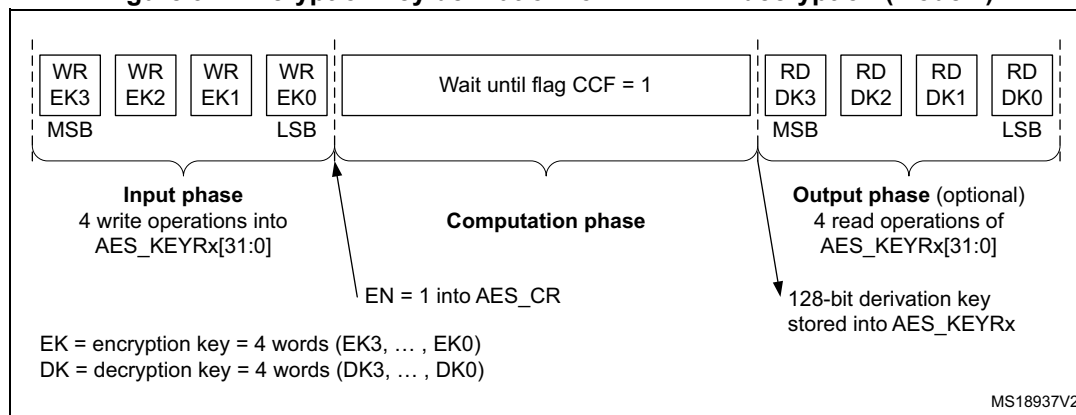 WR EK3
WR EK2
WR EK1
WR EK0
MSB
LSB
Wait until flag CCF = 1
RD DK3
RD DK2
RD DK1
RD DK0
MSB
LSB
Input phase
4 write operations into
AES_KEYRx[31:0]
Computation phase
Output phase (optional)
4 read operations of
AES_KEYRx[31:0]
EN = 1 into AES_CR
128-bit derivation key
stored into AES_KEYRx
EK = encryption key = 4 words (EK3, … , EK0)
DK = decryption key = 4 words (DK3, … , DK0)
MS18937V2